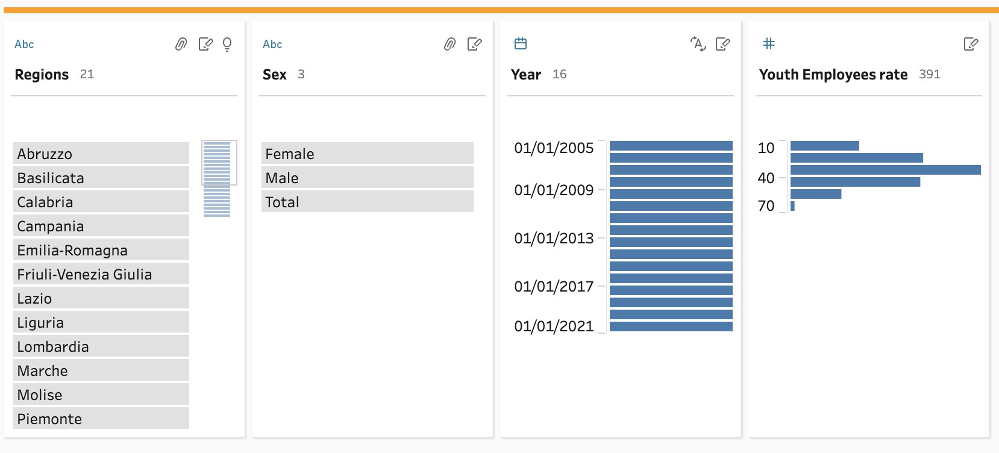 Abc
Regions 21
Abruzzo
Basilicata
Calabria
Campania
Emilia-Romagna
Friuli-Venezia Giulia
Lazio
Liguria
Lombardia
Marche
Molise
Piemonte
Abc
Sex 3
Female
Male
Total
Year 16
01/01/2005
01/01/2009
01/01/2013
01/01/2017
01/01/2021
#
Youth Employees rate 391
10
40
70